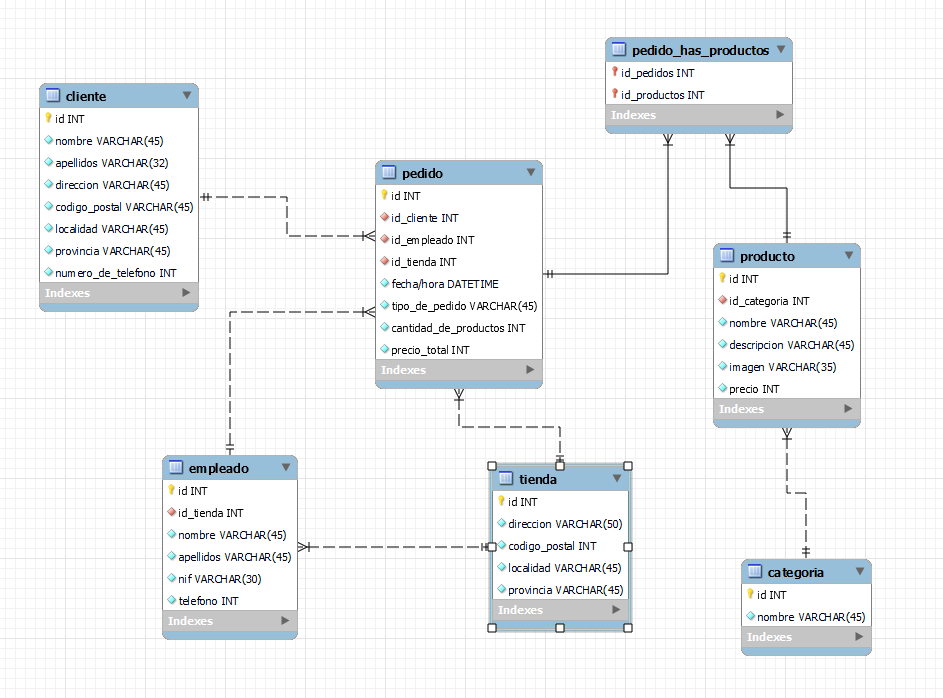 cliente
id INT
nombre VARCHAR(45)
apellidos VARCHAR(32)
direccion VARCHAR(45)
codigo_postal VARCHAR(45)
localidad VARCHAR(45)
provincia VARCHAR(45)
numero_de_telefono INT
Indexes
pedido
id INT
id_cliente INT
id_empleado INT
id_tienda INT
fecha/hora DATETIME
tipo_de_pedido VARCHAR(45)
cantidad_de_productos INT
precio_total INT
Indexes
pedido_has_productos
id_pedidos INT
id_productos INT
Indexes
producto
id INT
id_categoria INT
nombre VARCHAR(45)
descripcion VARCHAR(45)
imagen VARCHAR(35)
precio INT
Indexes
empleado
id INT
id_tienda INT
nombre VARCHAR(45)
apellidos VARCHAR(45)
nif VARCHAR(30)
telefono INT
Indexes
tienda
id INT
direccion VARCHAR(50)
codigo_postal INT
localidad VARCHAR(45)
provincia VARCHAR(45)
Indexes
categoria
id INT
nombre VARCHAR(45)
Indexes